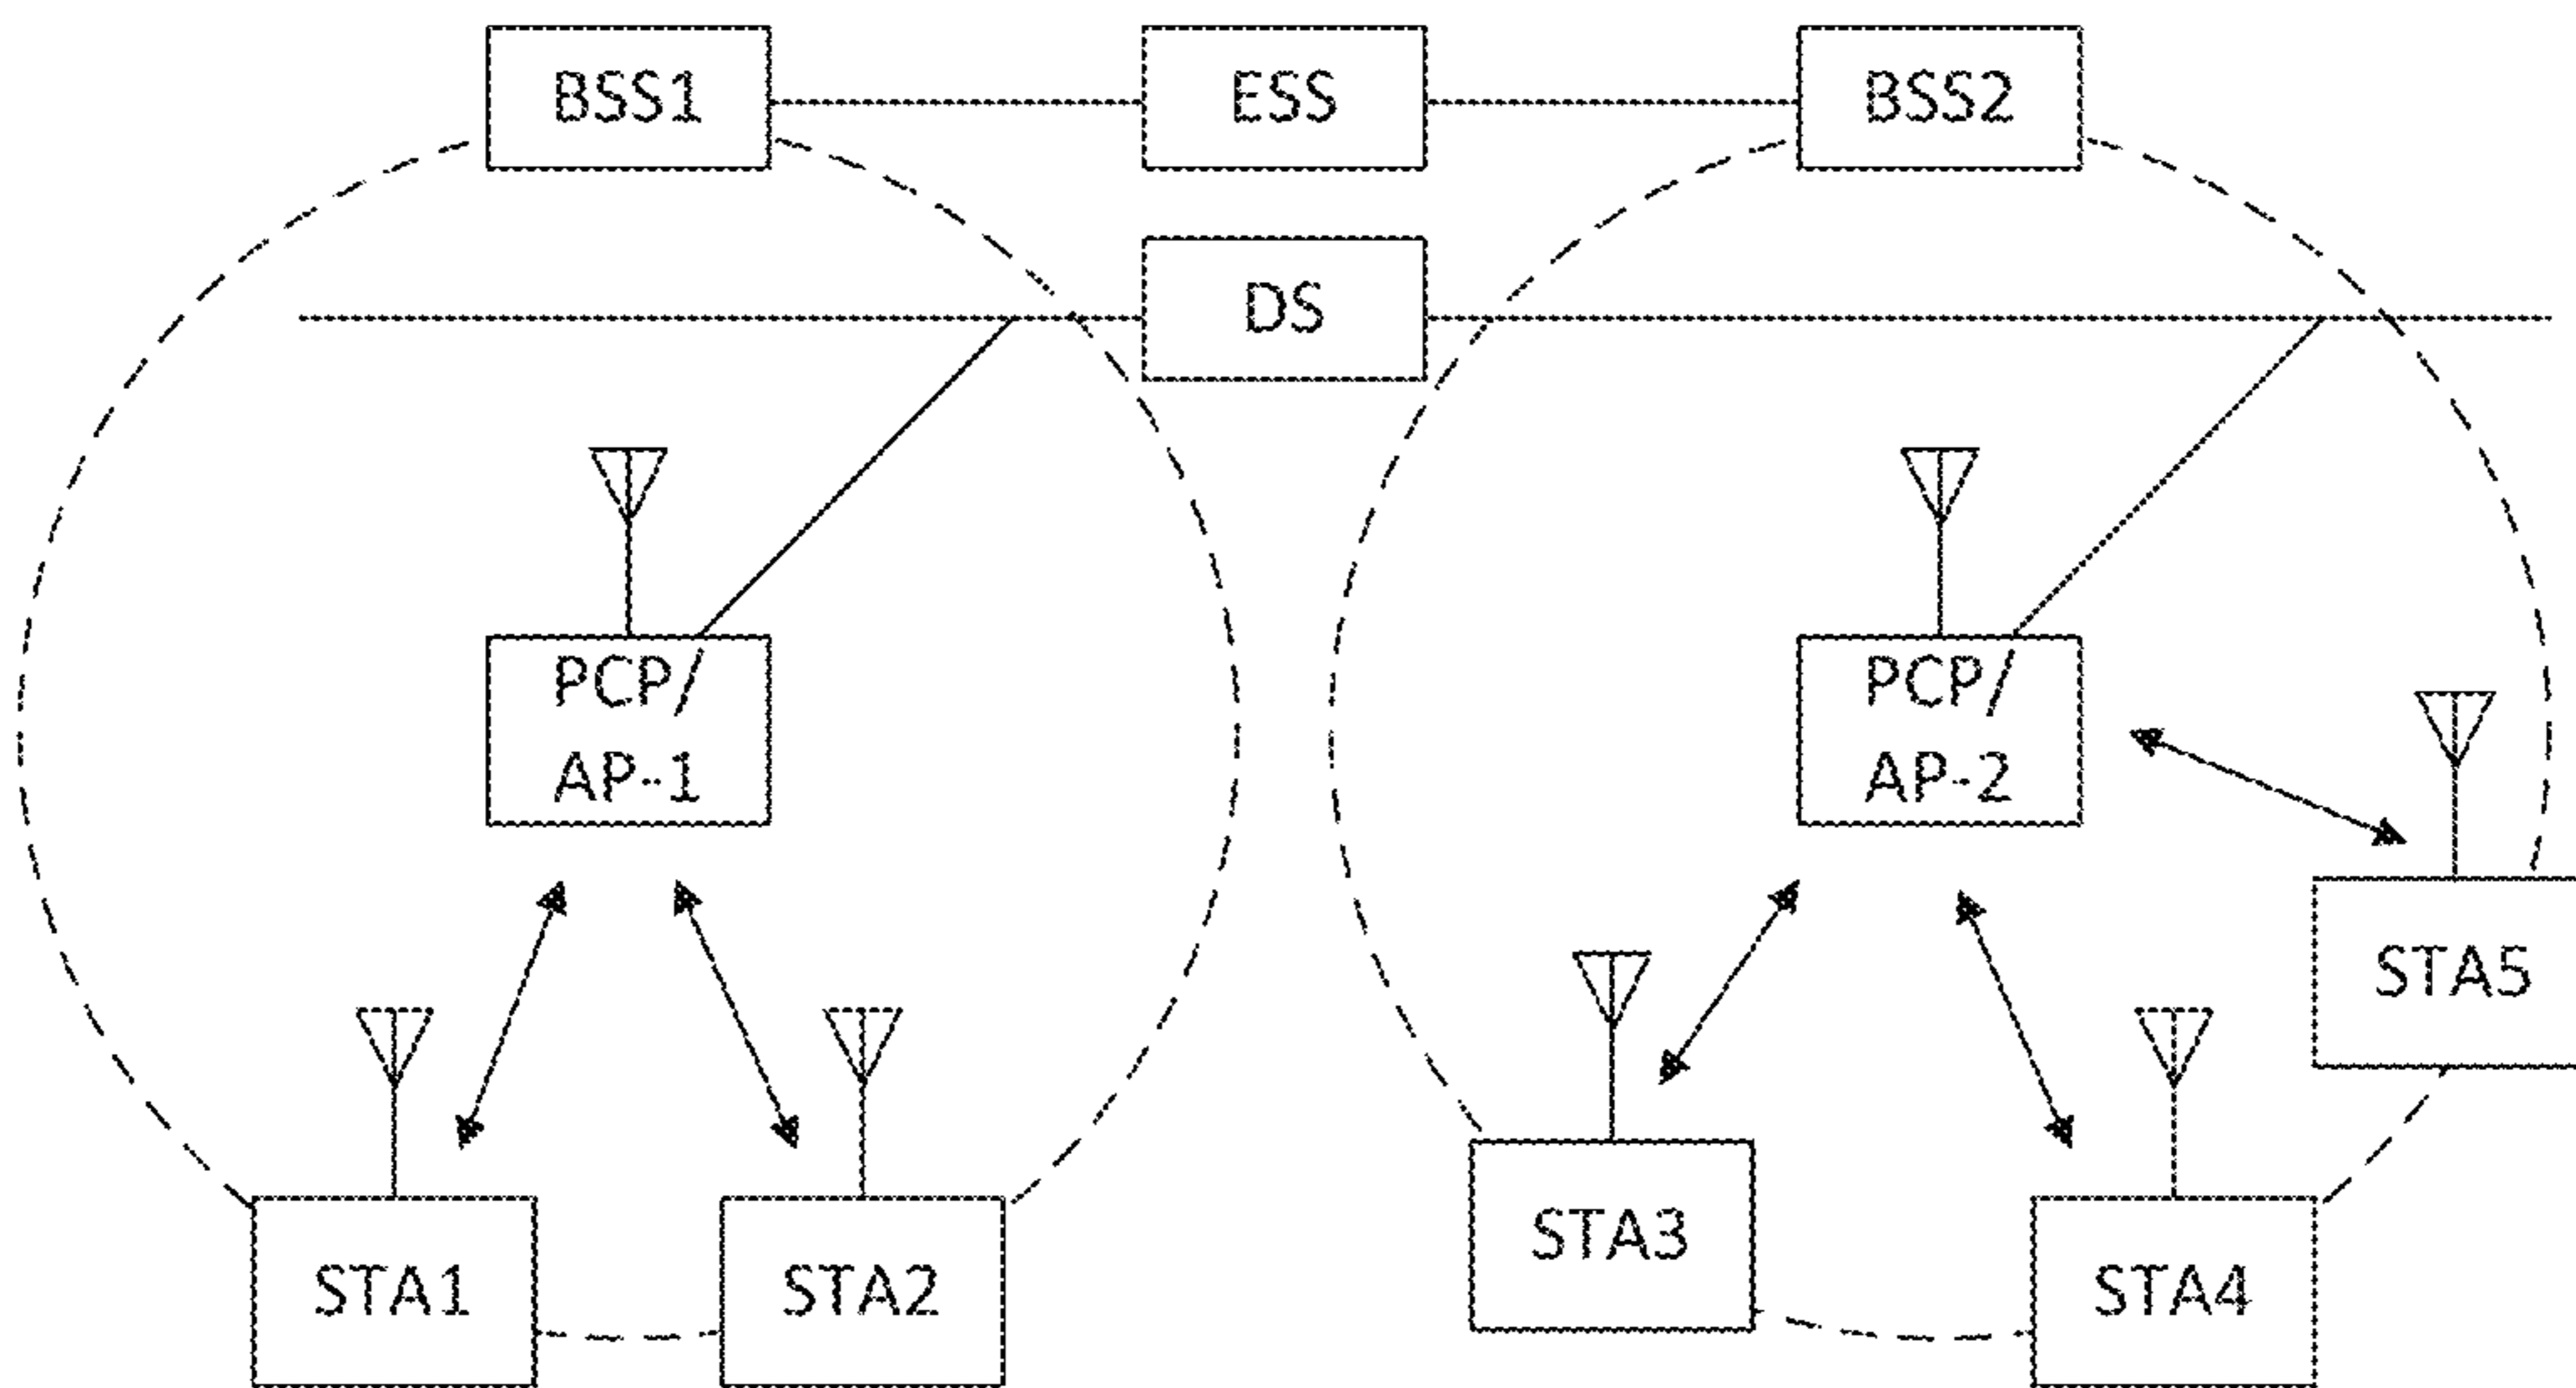 BSS1
ESS
BSS2
DS
PCP/
AP-1
PCP/
AP-2
STA5
STA3
STA4
STA1
STA2